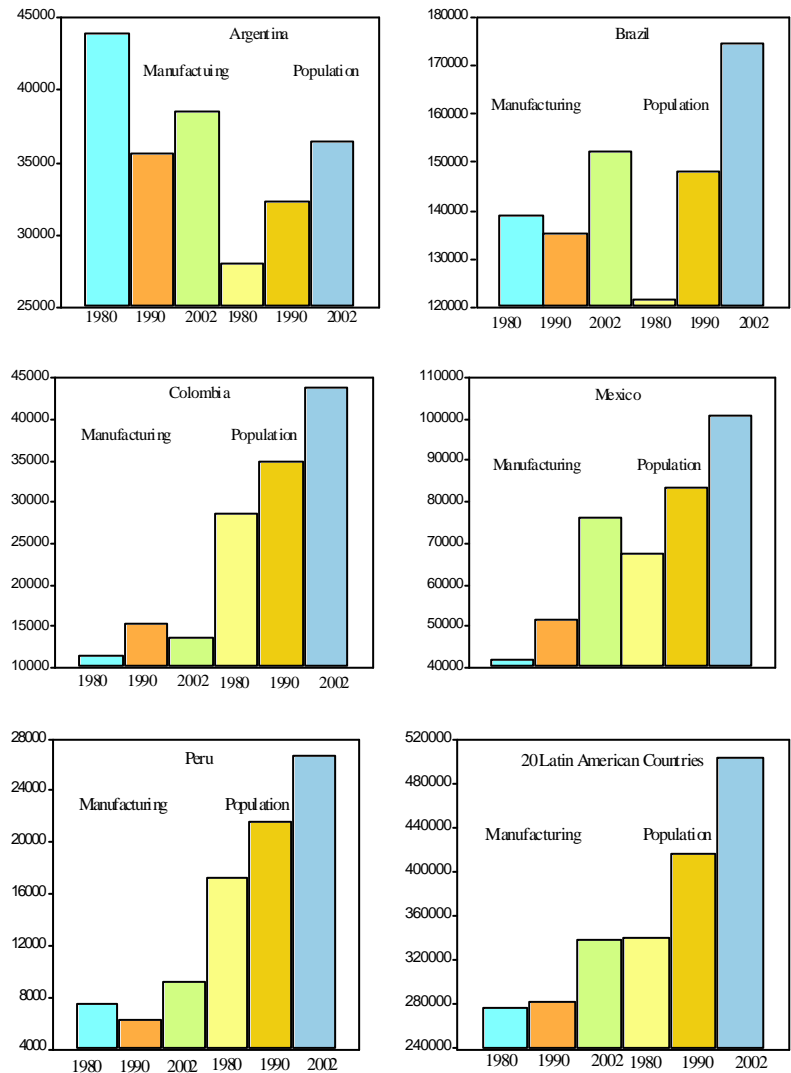 45000
Argentina
Manufactuing Population
40000
35000
30000
25000
1980 1990 2002 1980 1990 2002
180000
Brazil
170000
160000
Manufacturing Population
150000
140000
130000
120000
1980 1990 2002 1980 1990 2002
45000
Colombia
40000
Manufacturing Population
35000
30000
25000
20000
15000
10000
1980 1990 2002 1980 1990 2002
110000
Mexico
100000
90000
Manufacturing Population
80000
70000
60000
50000
40000
28000
Peru
24000
Manufacturing Population
20000
16000
12000
8000
4000
1980 1990 2002 1980 1990 2002
520000
20 Latin American Countries
480000
440000
Manufacturing Population
400000
360000
320000
280000
240000
1980 1990 2002 1980 1990 2002